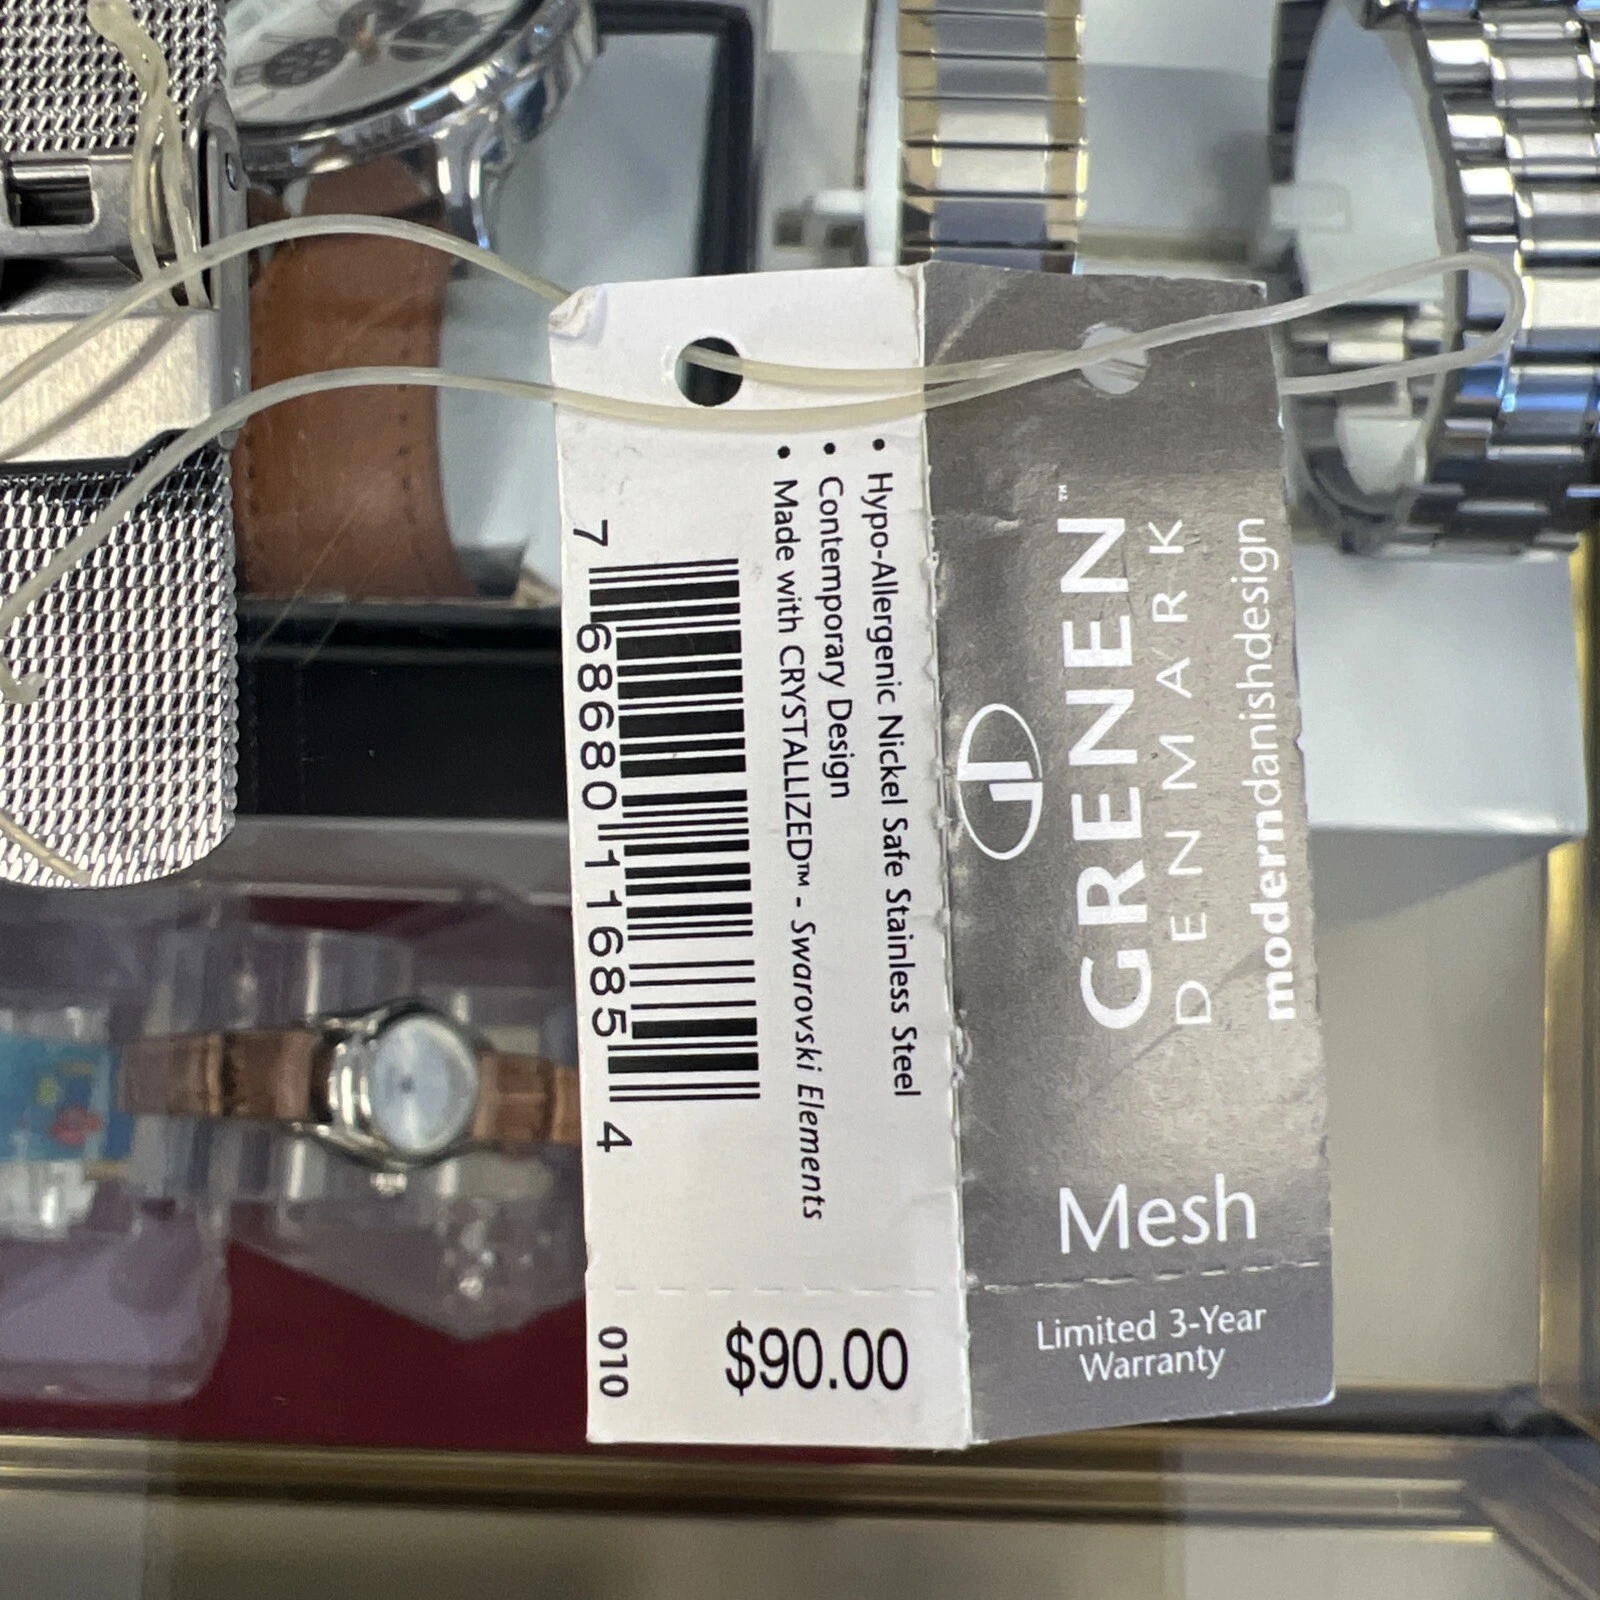 • Hypo-Allergenic Nickel Safe Stainless Steel
• Contemporary Design
• Made with CRYSTALLIZED™ - Swarovski Elements
7 68680 11685 4
$90.00
010
GRENEN™
DENMARK
moderndanishdesign
Mesh
Limited 3-Year
Warranty